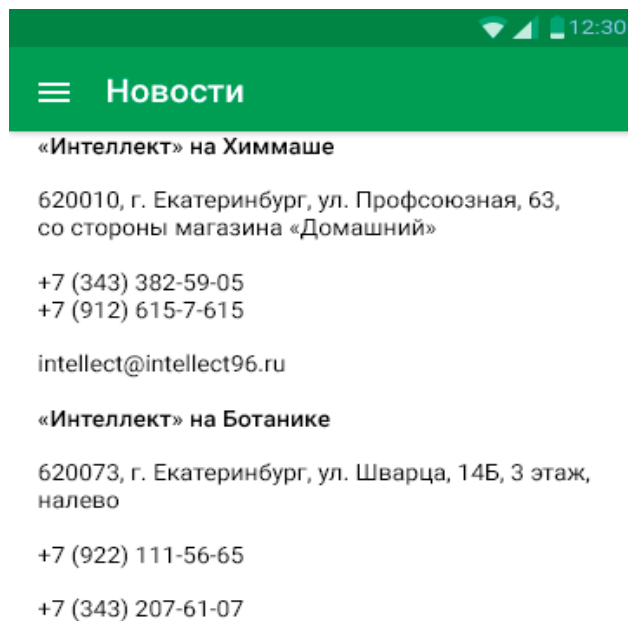 12:30
Новости
«Интеллект» на Химмаше
620010, г. Екатеринбург, ул. Профсоюзная, 63,
со стороны магазина «Домашний»
+7 (343) 382-59-05
+7 (912) 615-7-615
intellect@intellect96.ru
«Интеллект» на Ботанике
620073, г. Екатеринбург, ул. Шварца, 14Б, 3 этаж,
налево
+7 (922) 111-56-65
+7 (343) 207-61-07